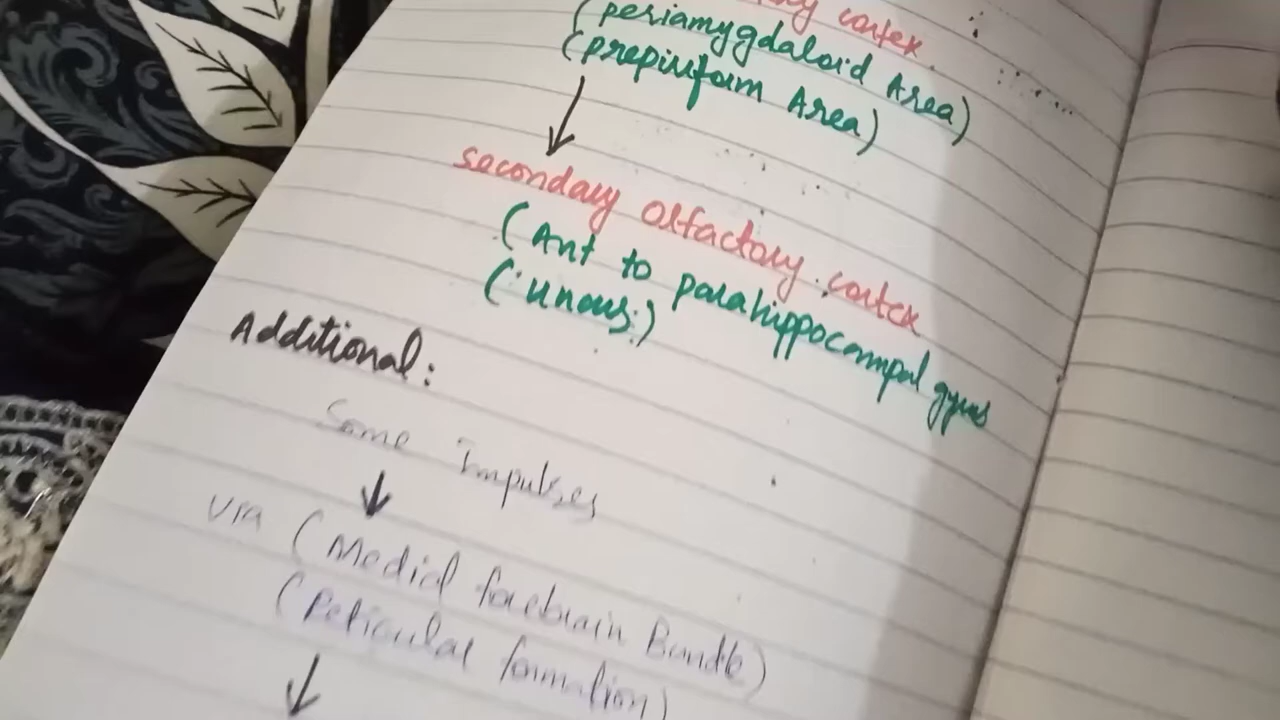 cortex
(periamygdaloid Area)
(prepiriform Area)
secondary olfactory cortex
(Ant to parahippocampal gyrus
(uncus)
Additional:
Some impulses
via (Medial forebrain Bundle)
(Reticular formation)